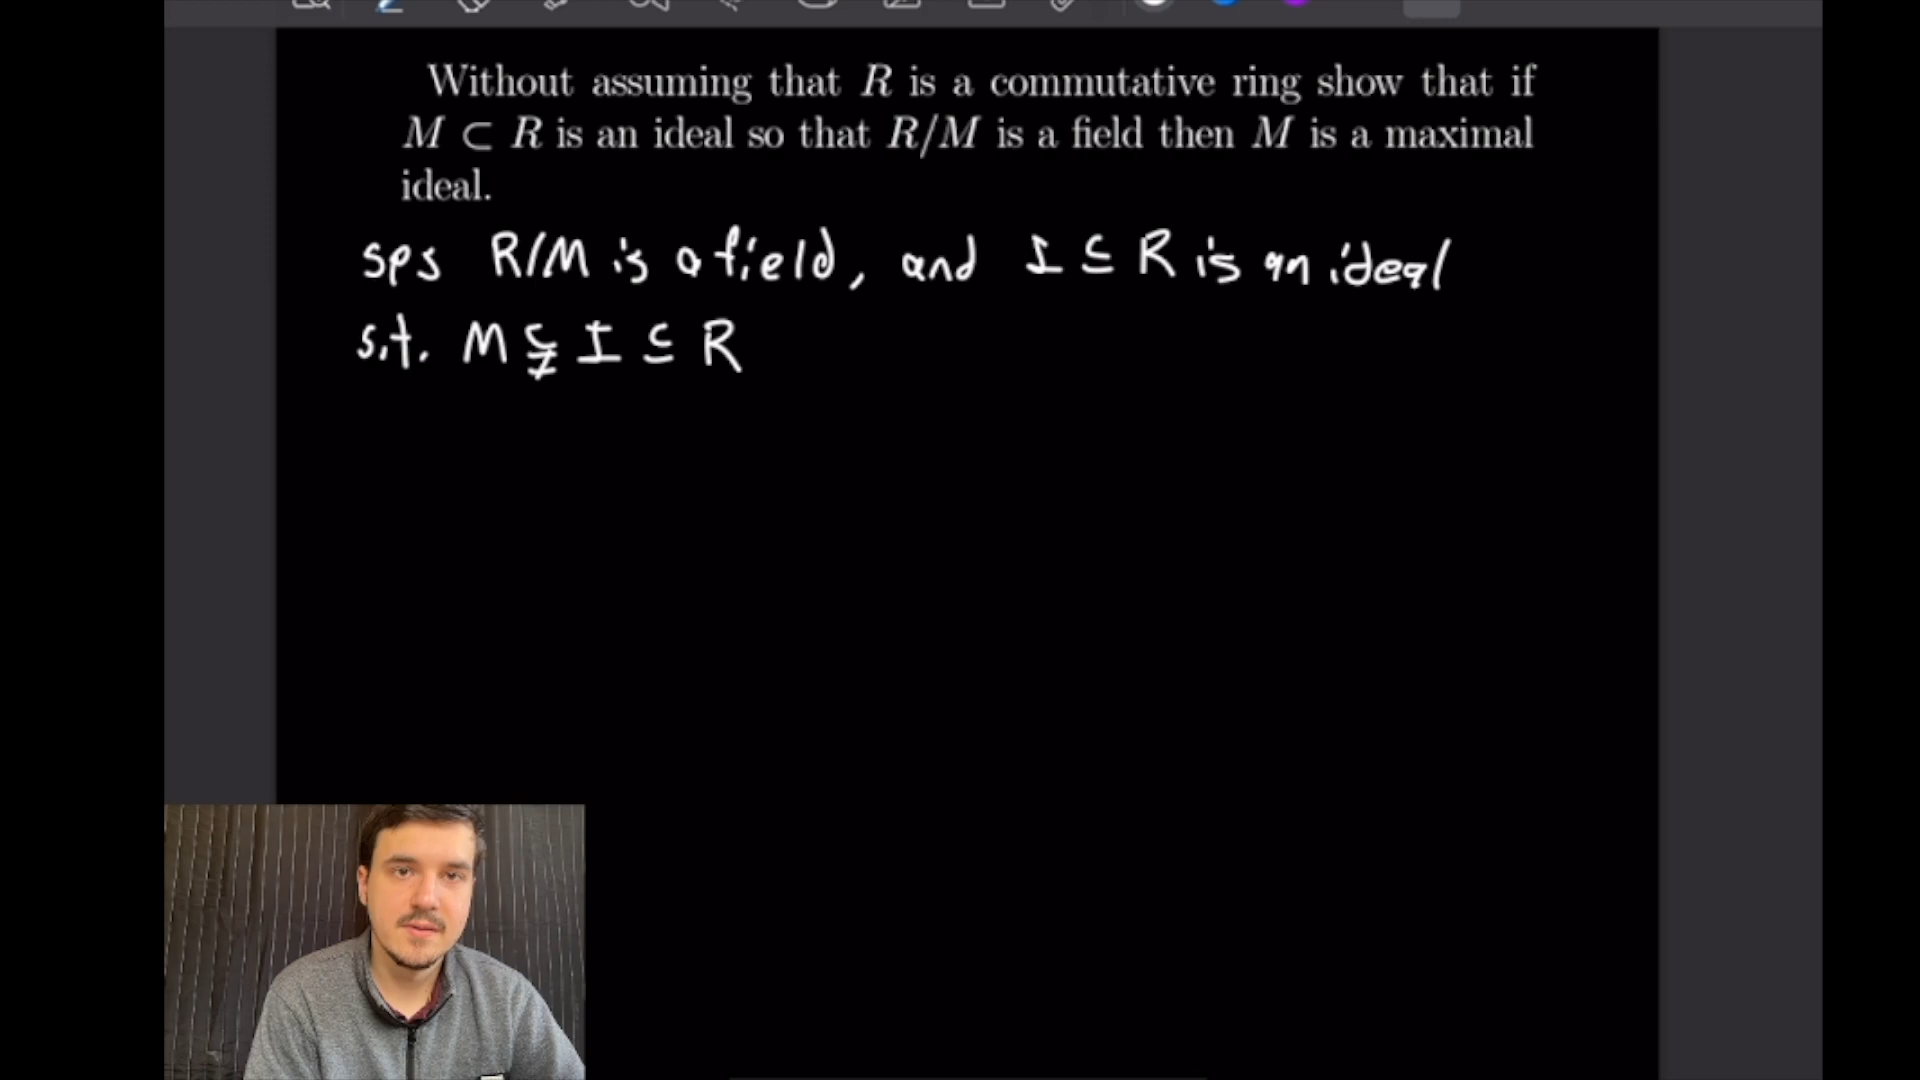 Without assuming that R is a commutative ring show that if
M ⊂ R is an ideal so that R/M is a field then M is a maximal
ideal.
sps R/M is a field, and I ⊆ R is an ideal
s.t. M ⊊ I ⊆ R